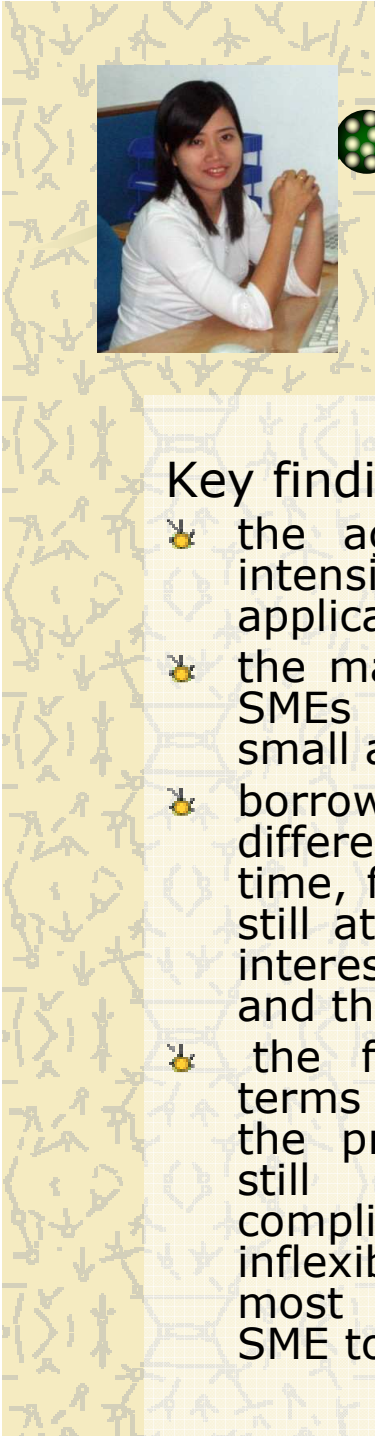 Key findi
the ac
intensi
applica
the ma
SMEs
small a
borrow
differe
time, f
still at
interes
and th
the f
terms
the pr
still
compli
inflexib
most
SME to